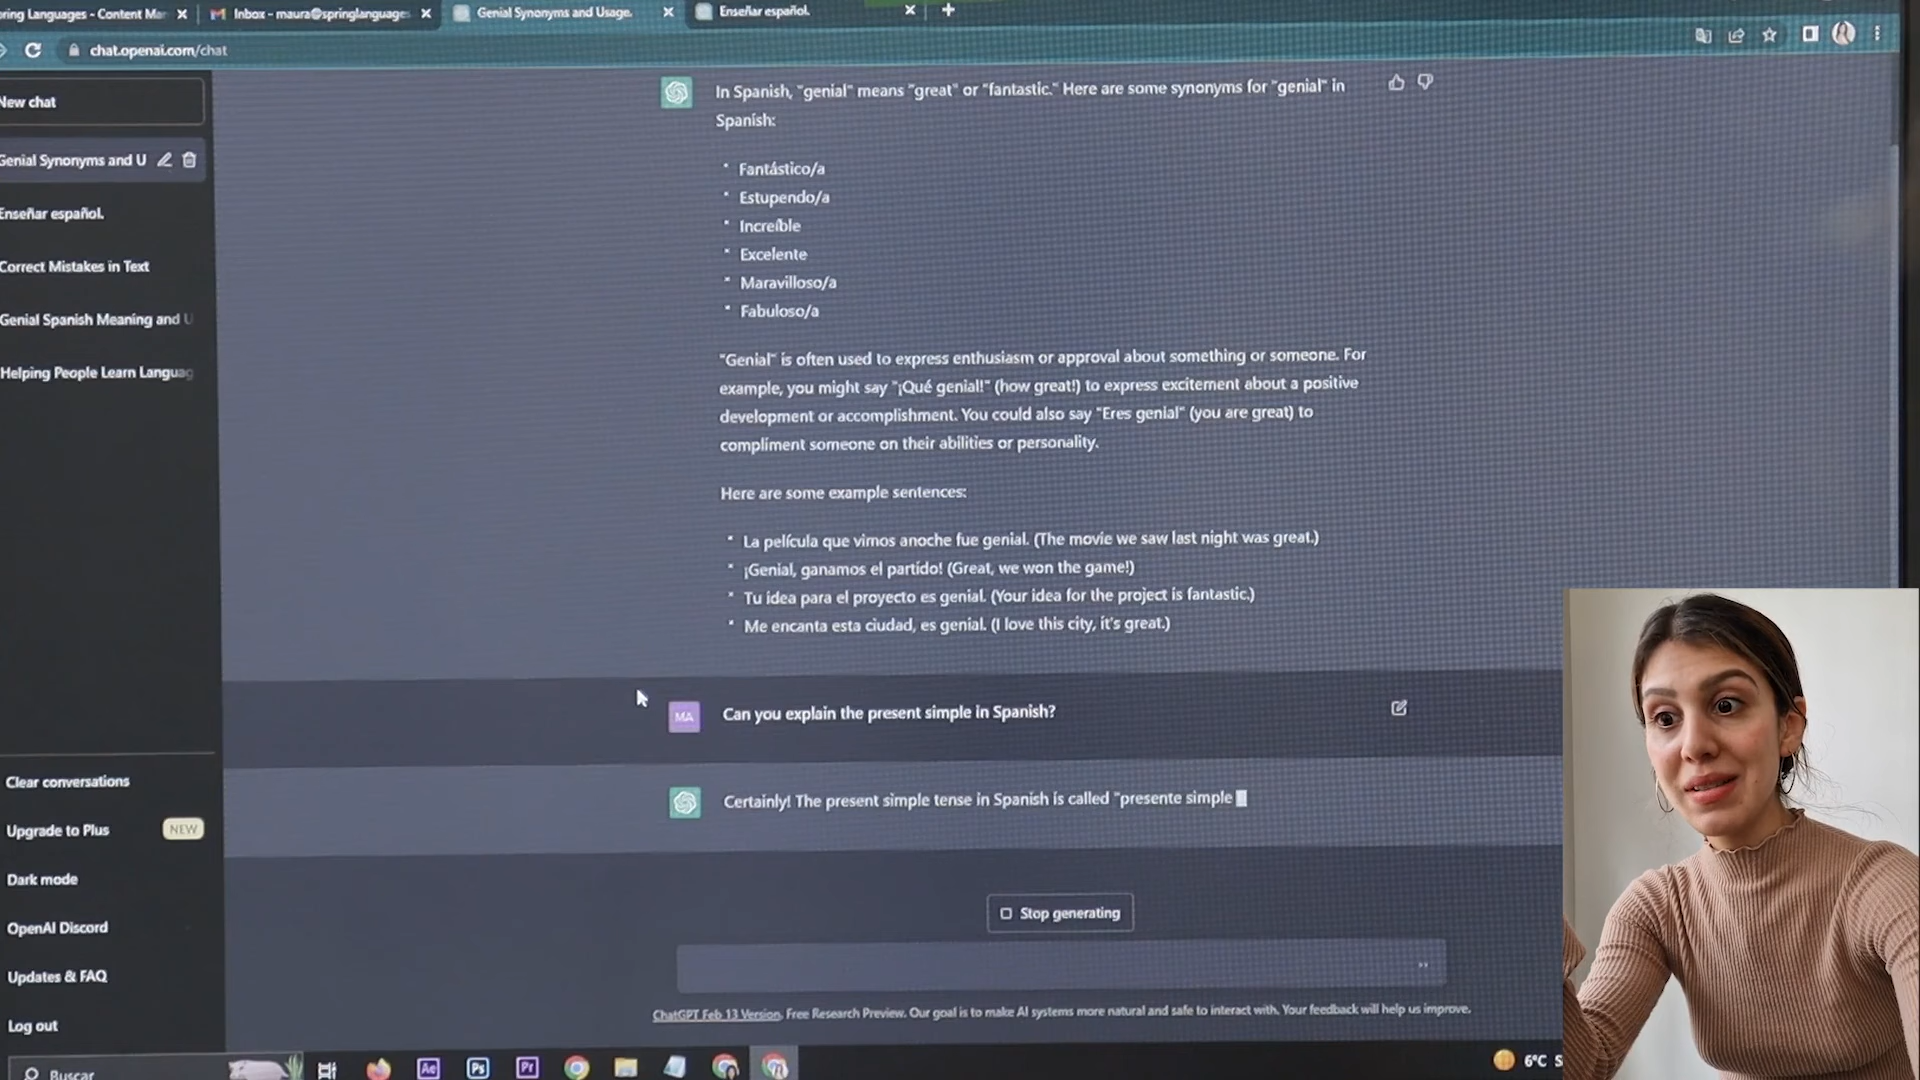 ring Languages - Content Mar
Inbox - maura@springlanguages
Genial Synonyms and Usage.
Enseñar español.
chat.openai.com/chat
New chat
Genial Synonyms and U
Enseñar español.
Correct Mistakes in Text
Genial Spanish Meaning and U
Helping People Learn Languag
In Spanish, "genial" means "great" or "fantastic." Here are some synonyms for "genial" in
Spanish:
Fantástico/a
Estupendo/a
Increíble
Excelente
Maravilloso/a
Fabuloso/a
"Genial" is often used to express enthusiasm or approval about something or someone. For
example, you might say "¡Qué genial!" (how great!) to express excitement about a positive
development or accomplishment. You could also say "Eres genial" (you are great) to
compliment someone on their abilities or personality.
Here are some example sentences:
La película que vimos anoche fue genial. (The movie we saw last night was great.)
¡Genial, ganamos el partido! (Great, we won the game!)
Tu idea para el proyecto es genial. (Your idea for the project is fantastic.)
Me encanta esta ciudad, es genial. (I love this city, it's great.)
MA
Can you explain the present simple in Spanish?
Certainly! The present simple tense in Spanish is called "presente simple
Stop generating
ChatGPT Feb 13 Version. Free Research Preview. Our goal is to make AI systems more natural and safe to interact with. Your feedback will help us improve.
Clear conversations
Upgrade to Plus
NEW
Dark mode
OpenAI Discord
Updates & FAQ
Log out
Buscar
Ae
Ps
Pr
6°C S